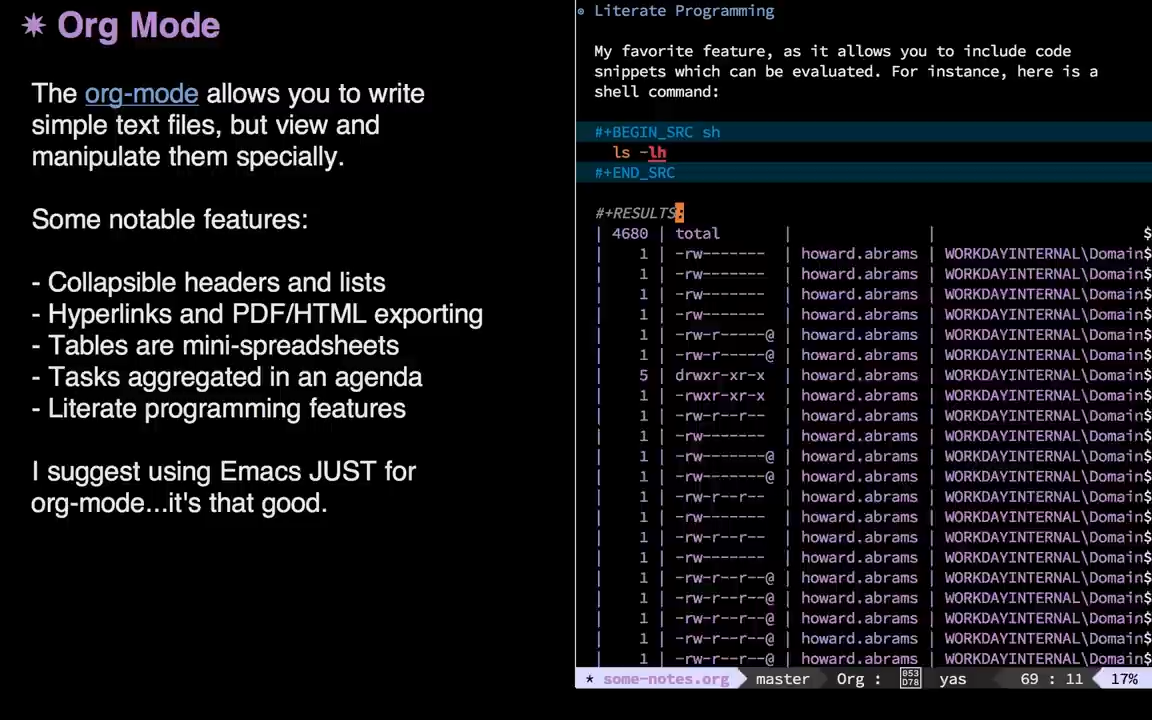 ✷ Org Mode
The org-mode allows you to write
simple text files, but view and
manipulate them specially.
Some notable features:
- Collapsible headers and lists
- Hyperlinks and PDF/HTML exporting
- Tables are mini-spreadsheets
- Tasks aggregated in an agenda
- Literate programming features
I suggest using Emacs JUST for
org-mode...it's that good.
Literate Programming
My favorite feature, as it allows you to include code
snippets which can be evaluated. For instance, here is a
shell command:
#+BEGIN_SRC sh
ls -lh
#+END_SRC
#+RESULTS:
| 4680 | total | | $
| 1 | -rw------- | howard.abrams | WORKDAYINTERNAL\Domain$
| 1 | -rw------- | howard.abrams | WORKDAYINTERNAL\Domain$
| 1 | -rw------- | howard.abrams | WORKDAYINTERNAL\Domain$
| 1 | -rw------- | howard.abrams | WORKDAYINTERNAL\Domain$
| 1 | -rw-r-----@ | howard.abrams | WORKDAYINTERNAL\Domain$
| 1 | -rw-r-----@ | howard.abrams | WORKDAYINTERNAL\Domain$
| 5 | drwxr-xr-x | howard.abrams | WORKDAYINTERNAL\Domain$
| 1 | -rwxr-xr-x | howard.abrams | WORKDAYINTERNAL\Domain$
| 1 | -rw-r--r-- | howard.abrams | WORKDAYINTERNAL\Domain$
| 1 | -rw------- | howard.abrams | WORKDAYINTERNAL\Domain$
| 1 | -rw-------@ | howard.abrams | WORKDAYINTERNAL\Domain$
| 1 | -rw-------@ | howard.abrams | WORKDAYINTERNAL\Domain$
| 1 | -rw-r--r-- | howard.abrams | WORKDAYINTERNAL\Domain$
| 1 | -rw------- | howard.abrams | WORKDAYINTERNAL\Domain$
| 1 | -rw-r--r-- | howard.abrams | WORKDAYINTERNAL\Domain$
| 1 | -rw------- | howard.abrams | WORKDAYINTERNAL\Domain$
| 1 | -rw-r--r--@ | howard.abrams | WORKDAYINTERNAL\Domain$
| 1 | -rw-r--r--@ | howard.abrams | WORKDAYINTERNAL\Domain$
| 1 | -rw-r--r--@ | howard.abrams | WORKDAYINTERNAL\Domain$
| 1 | -rw-r--r--@ | howard.abrams | WORKDAYINTERNAL\Domain$
| 1 | -rw-r--r--@ | howard.abrams | WORKDAYINTERNAL\Domain$
* some-notes.org master Org : 053D78 yas 69 : 11 17%